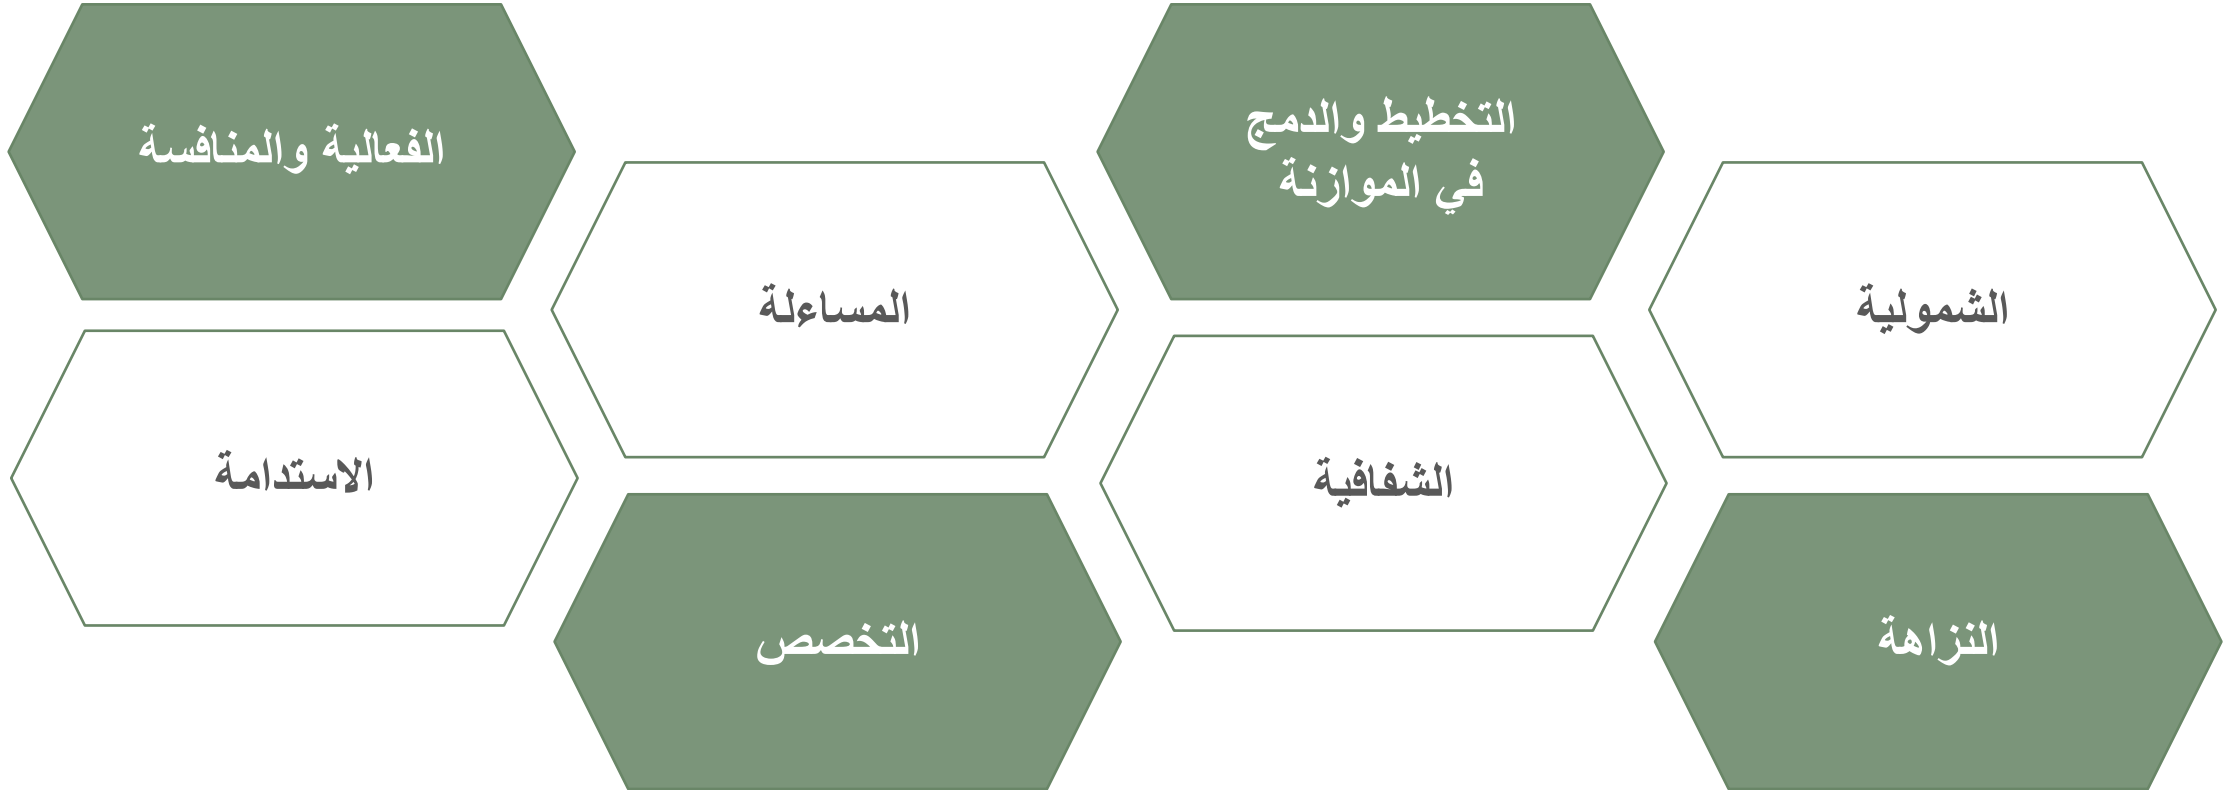 الشمولية
النزاهة
التخطيط والدمج
في الموازنة
الشفافية
المساءلة
التخصص
الفعالية والمنافسة
الاستدامة